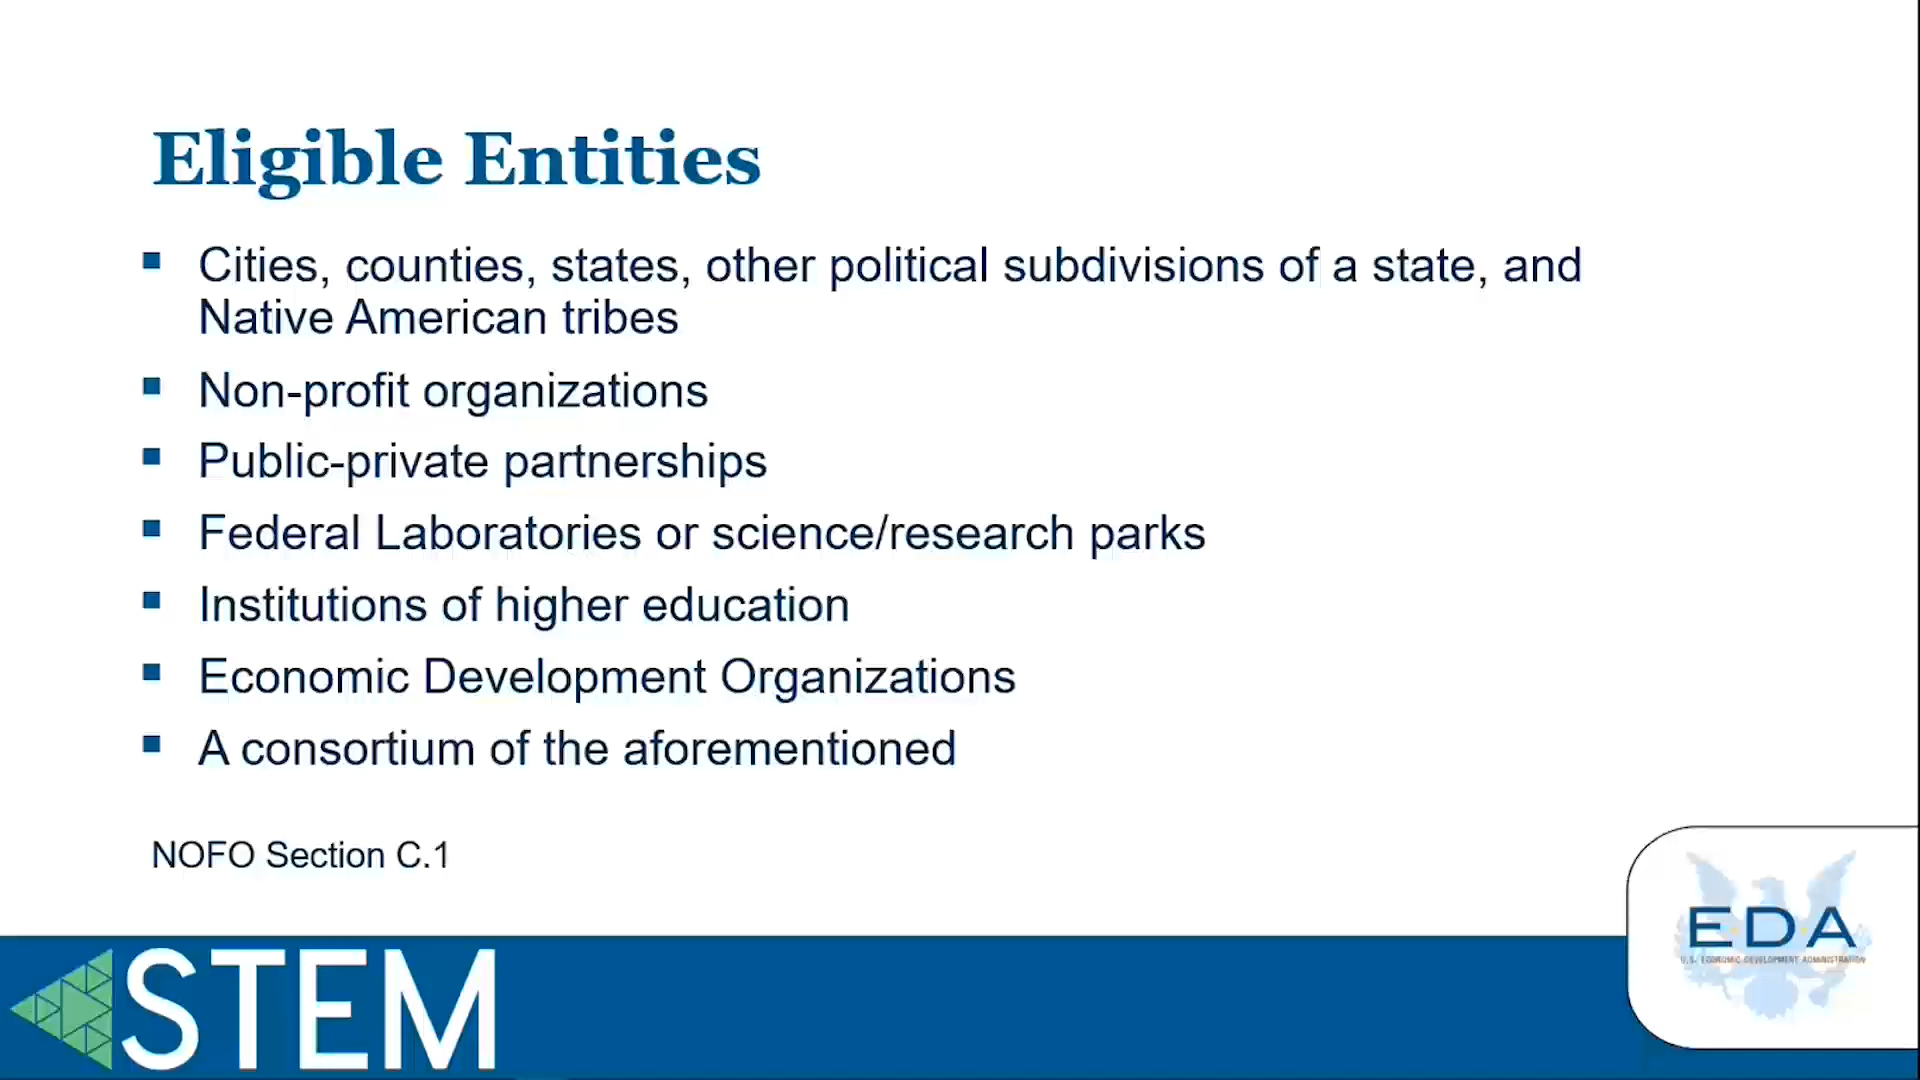 Eligible Entities
Cities, counties, states, other political subdivisions of a state, and
Native American tribes
Non-profit organizations
Public-private partnerships
Federal Laboratories or science/research parks
Institutions of higher education
Economic Development Organizations
A consortium of the aforementioned
NOFO Section C.1
STEM
EDA
U.S. ECONOMIC DEVELOPMENT ADMINISTRATION